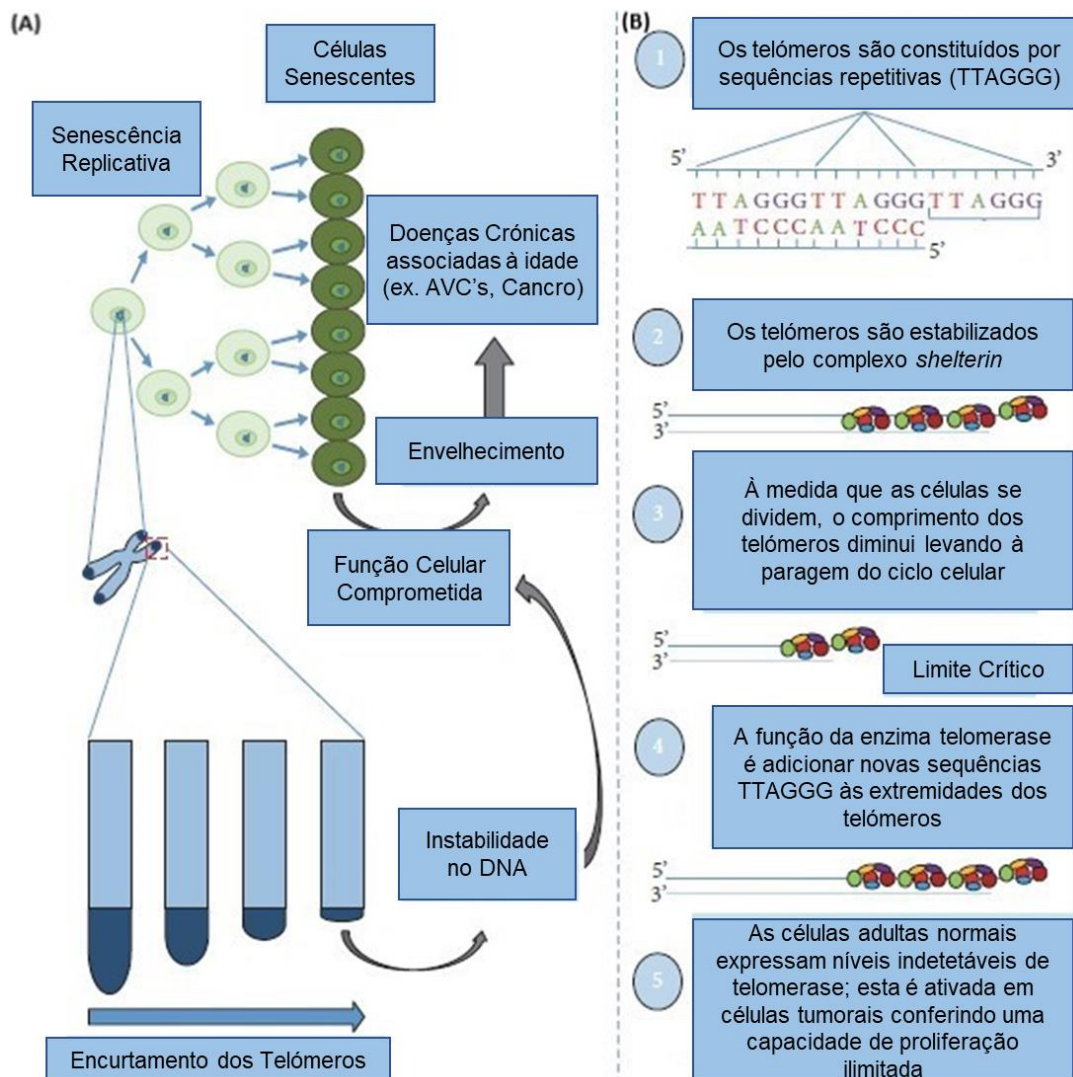 (A)
Células
Senescentes
Senescência
Replicativa
Doenças Crónicas
associadas à idade
(ex. AVC's, Cancro)
Envelhecimento
Função Celular
Comprometida
Instabilidade
no DNA
Encurtamento dos Telómeros
(B)
1
Os telómeros são constituídos por
sequências repetitivas (TTAGGG)
5' 3'
T T A G G G T T A G G G T T A G G G
A A T C C C A A T C C C
5'
2
Os telómeros são estabilizados
pelo complexo shelterin
5'
3'
3
À medida que as células se
dividem, o comprimento dos
telómeros diminui levando à
paragem do ciclo celular
5'
3'
Limite Crítico
4
A função da enzima telomerase
é adicionar novas sequências
TTAGGG às extremidades dos
telómeros
5'
3'
5
As células adultas normais
expressam níveis indetetáveis de
telomerase; esta é ativada em
células tumorais conferindo uma
capacidade de proliferação
ilimitada